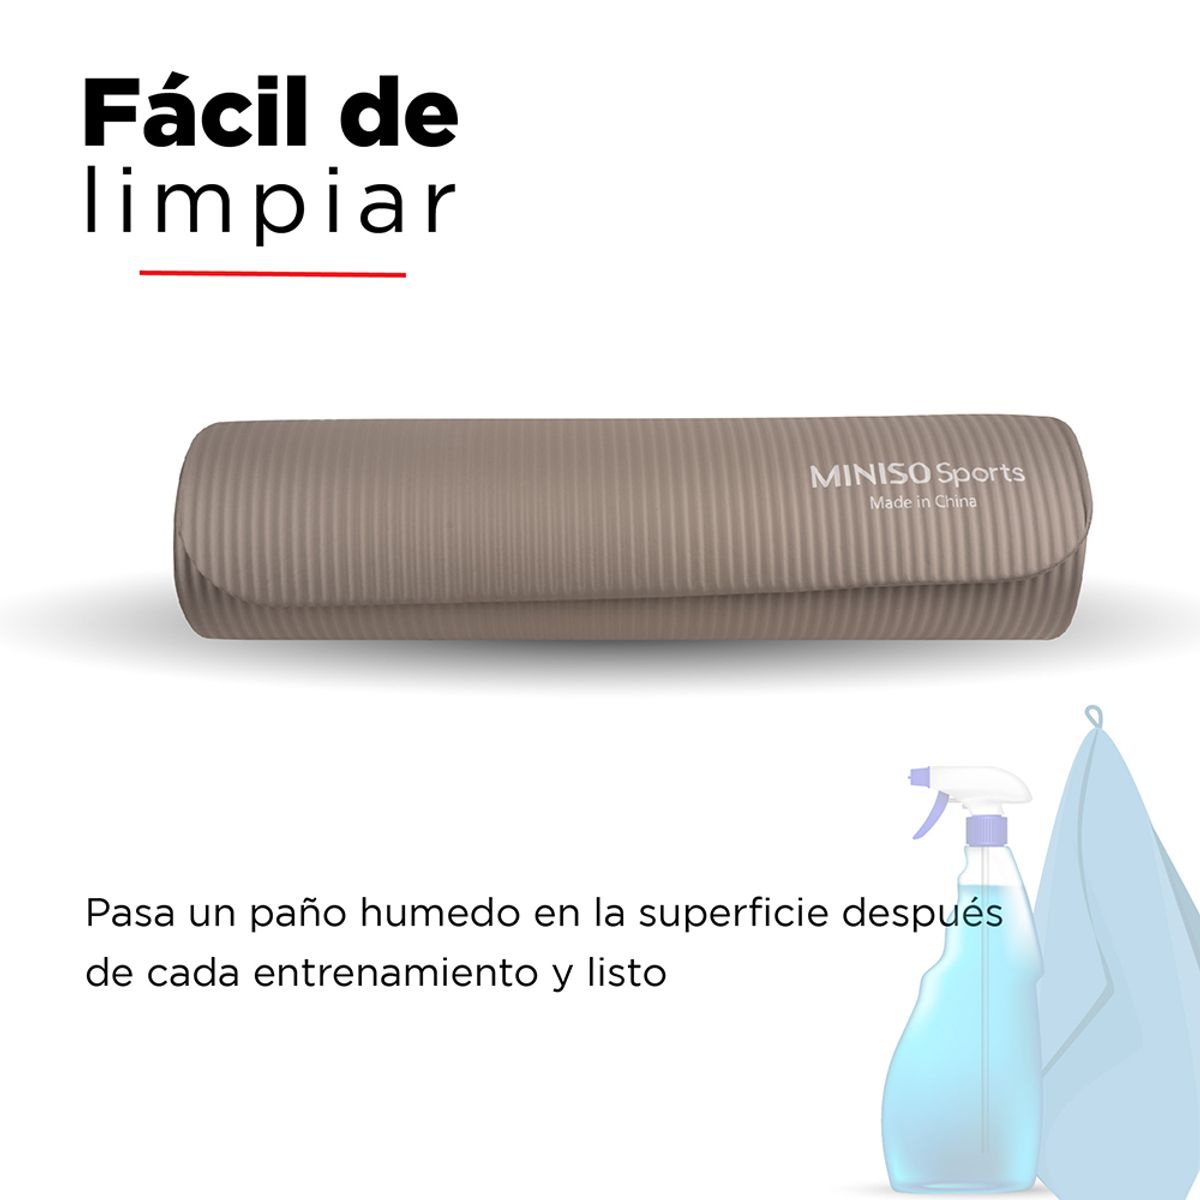 Fácil de
limpiar
MINISO Sports
Made in China
Pasa un paño humedo en la superficie después
de cada entrenamiento y listo